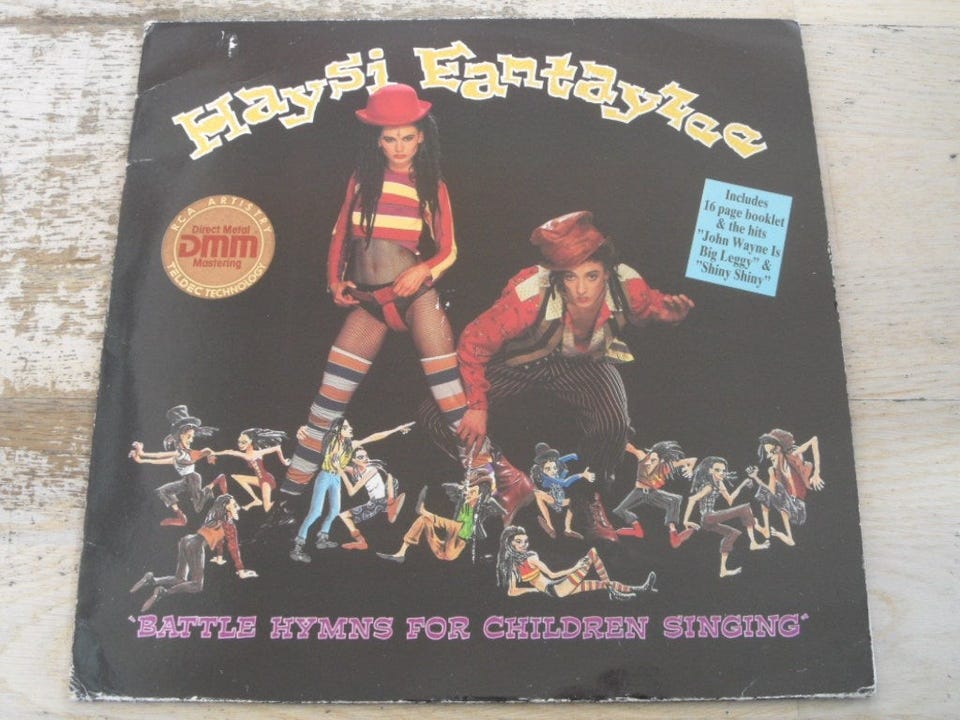 Haysi Fantayzee
RCA ARTISTRY
Direct Metal
DMM
Mastering
TELDEC TECHNOLOGY
Includes
16 page booklet
& the hits
"John Wayne Is
Big Leggy" &
"Shiny Shiny"
"BATTLE HYMNS FOR CHILDREN SINGING"